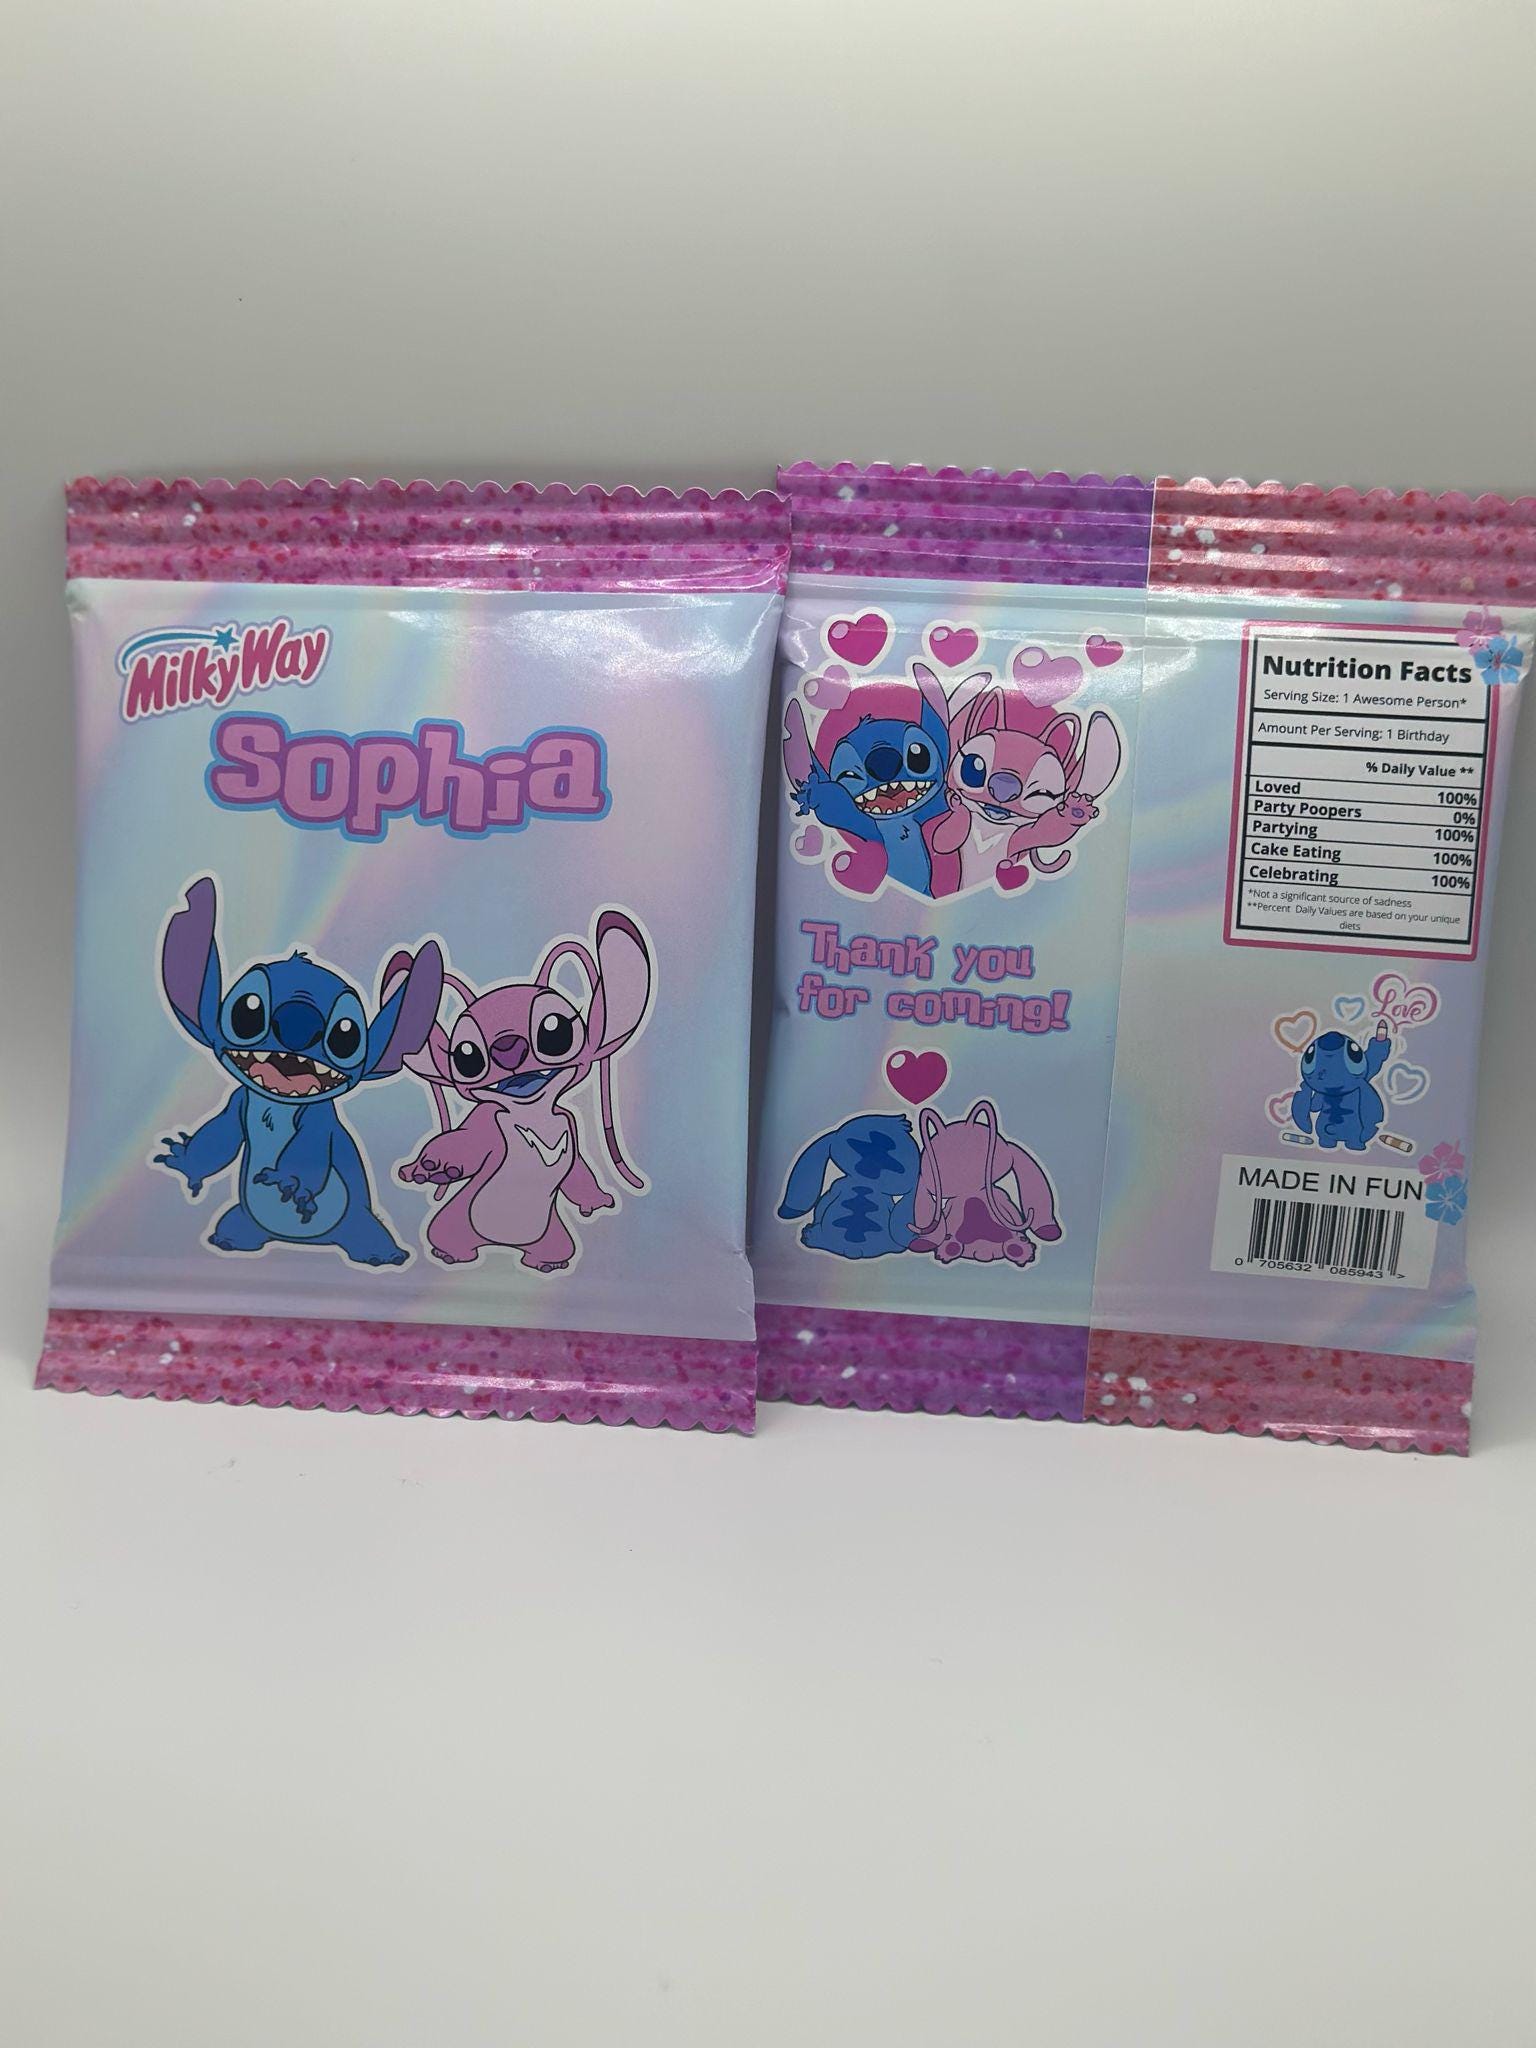 MilkyWay
Sophia
Thank you
for coming!
Nutrition Facts
Serving Size: 1 Awesome Person*
Amount Per Serving: 1 Birthday
% Daily Value **
Loved 100%
Party Poopers 0%
Partying 100%
Cake Eating 100%
Celebrating 100%
*Not a significant source of sadness
**Percent Daily Values are based on your unique
diets
Love
MADE IN FUN
0 705632 085943 >